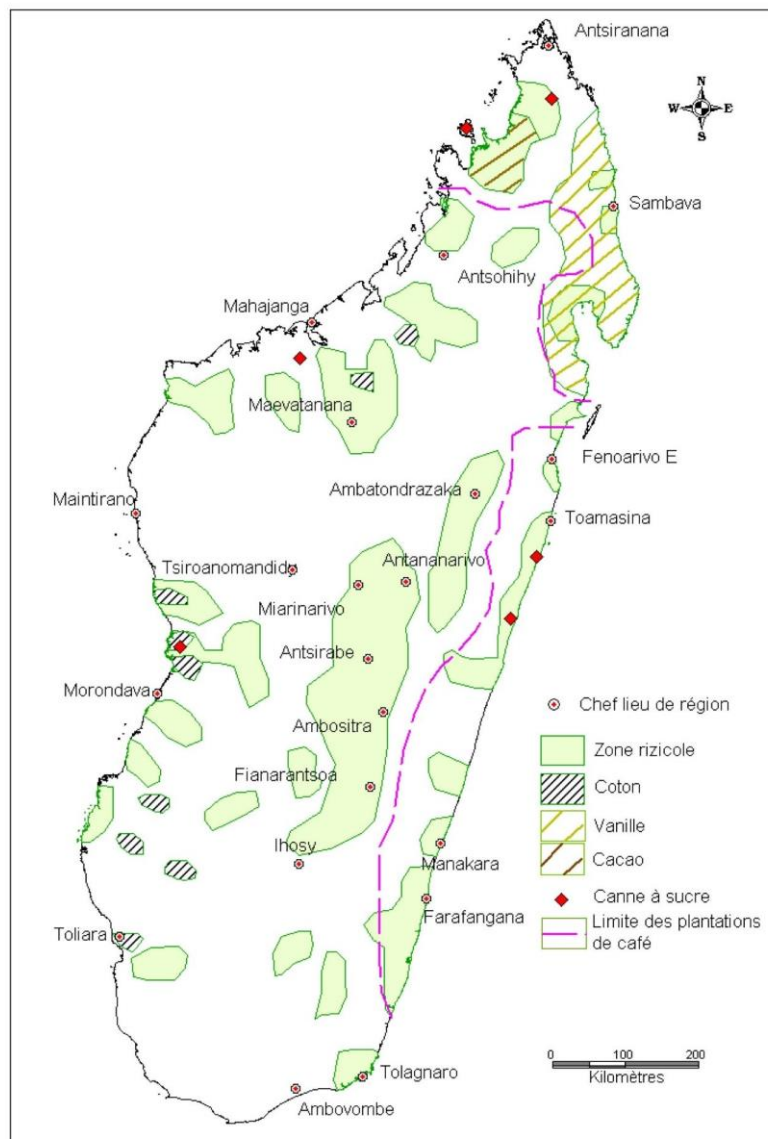 Antsiranana
N
W E
S
Sambava
Antsohihy
Mahajanga
Maevatanana
Fenoarivo E
Ambatondrazaka
Maintirano
Toamasina
Tsiroanomandidy
Antananarivo
Miarinarivo
Antsirabe
Morondava
Chef lieu de région
Ambositra
Zone rizicole
Fianarantsoa
Coton
Vanille
Ihosy
Manakara
Cacao
Canne à sucre
Farafangana
Limite des plantations
de café
Toliara
0 100 200
Kilomètres
Tolagnaro
Ambovombe